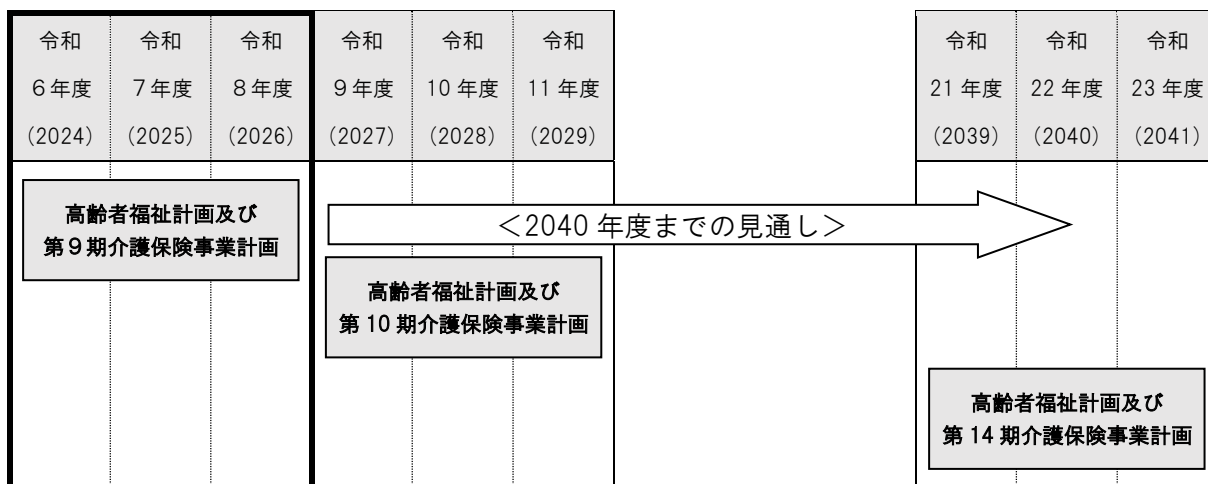 令和 令和 令和 令和 令和 令和 令和 令和 令和
6年度 7年度 8年度 9年度 10年度 11年度 21年度 22年度 23年度
(2024) (2025) (2026) (2027) (2028) (2029) (2039) (2040) (2041)
高齢者福祉計画及び
第9期介護保険事業計画
<2040年度までの見通し>
高齢者福祉計画及び
第10期介護保険事業計画
高齢者福祉計画及び
第14期介護保険事業計画